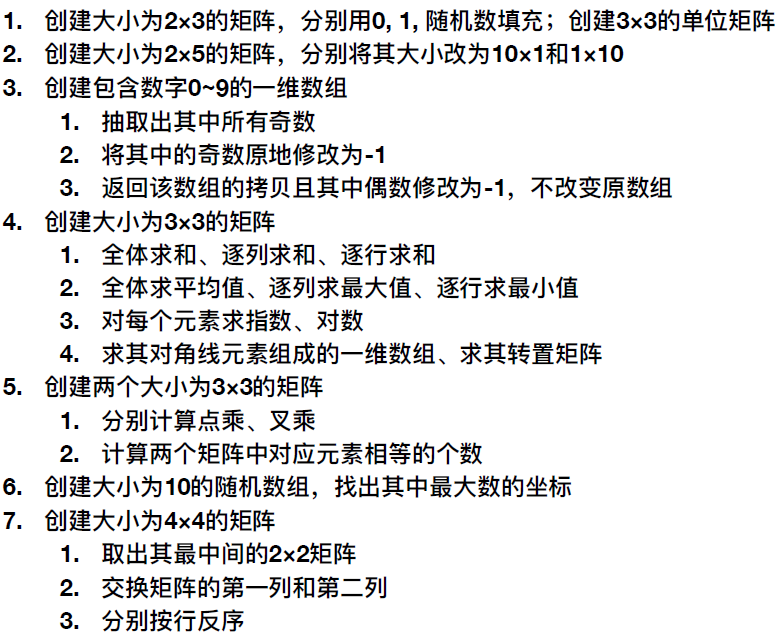 1. 创建大小为2×3的矩阵，分别用0, 1, 随机数填充；创建3×3的单位矩阵
2. 创建大小为2×5的矩阵，分别将其大小改为10×1和1×10
3. 创建包含数字0~9的一维数组
1. 抽取出其中所有奇数
2. 将其中的奇数原地修改为-1
3. 返回该数组的拷贝且其中偶数修改为-1，不改变原数组
4. 创建大小为3×3的矩阵
1. 全体求和、逐列求和、逐行求和
2. 全体求平均值、逐列求最大值、逐行求最小值
3. 对每个元素求指数、对数
4. 求其对角线元素组成的一维数组、求其转置矩阵
5. 创建两个大小为3×3的矩阵
1. 分别计算点乘、叉乘
2. 计算两个矩阵中对应元素相等的个数
6. 创建大小为10的随机数组，找出其中最大数的坐标
7. 创建大小为4×4的矩阵
1. 取出其最中间的2×2矩阵
2. 交换矩阵的第一列和第二列
3. 分别按行反序